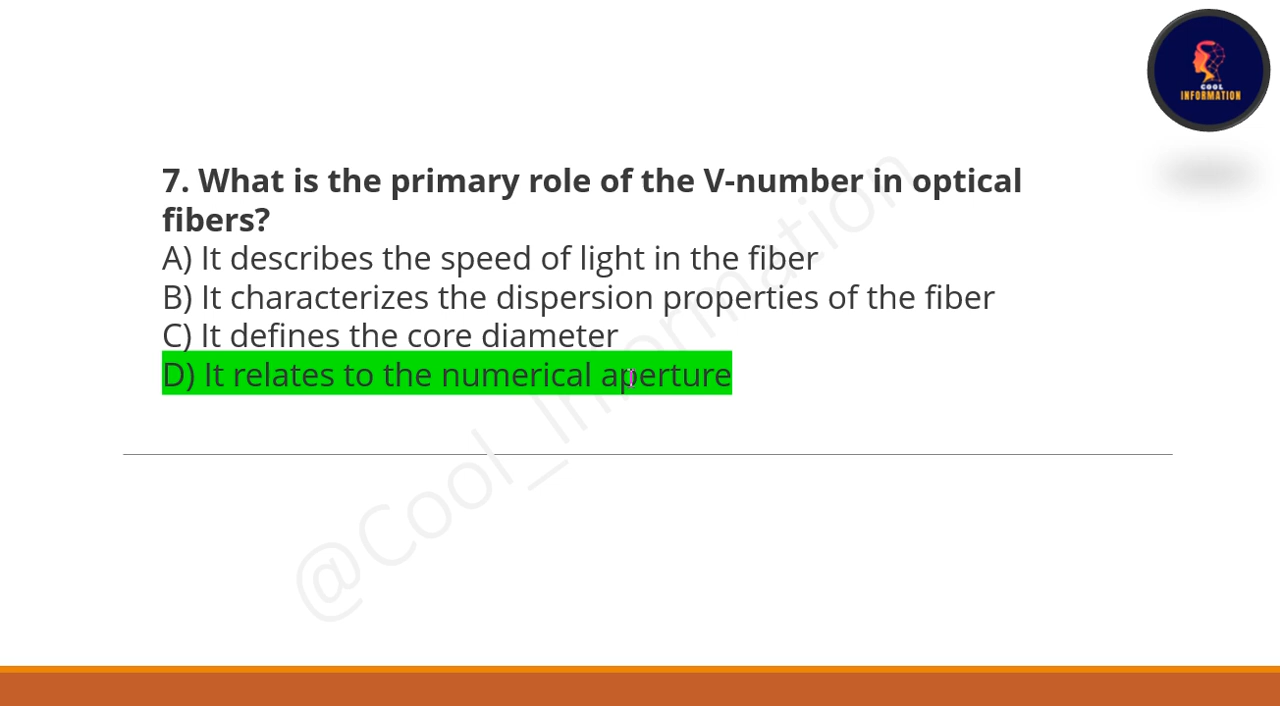 COOL
INFORMATION
7. What is the primary role of the V-number in optical
fibers?
A) It describes the speed of light in the fiber
B) It characterizes the dispersion properties of the fiber
C) It defines the core diameter
D) It relates to the numerical aperture
@Cool_Information